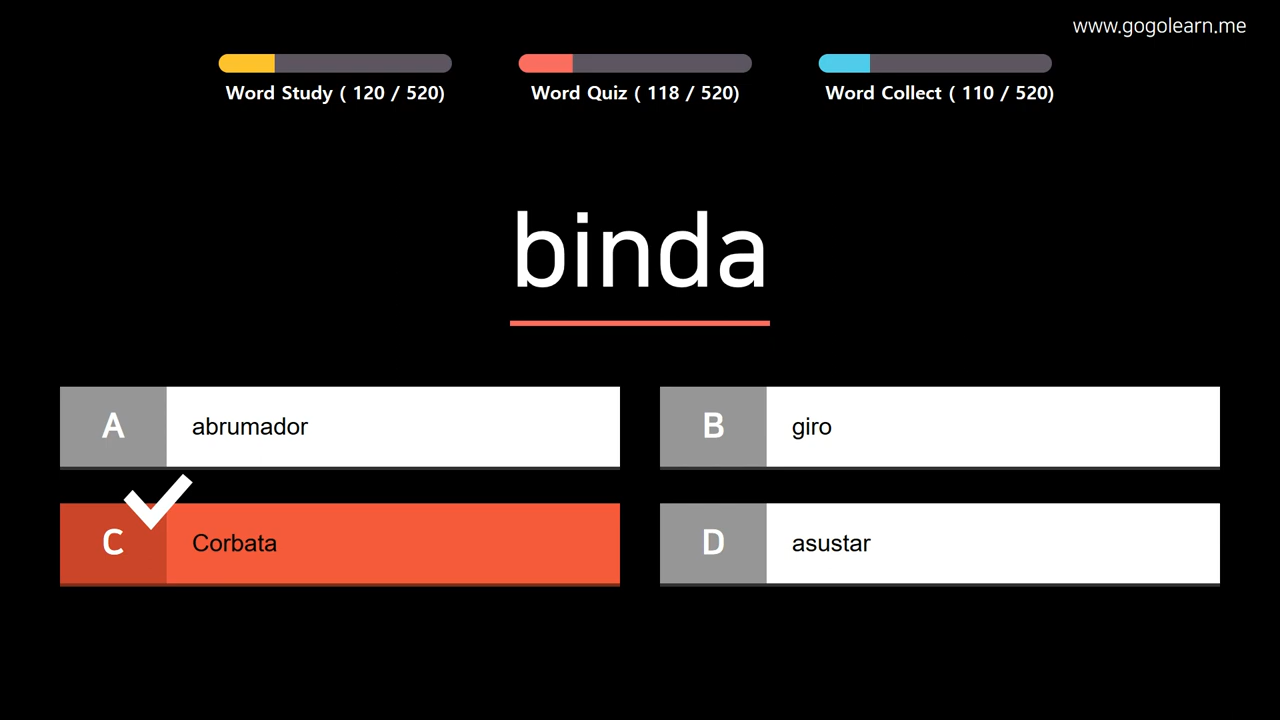 www.gogolearn.me
Word Study ( 120 / 520)
Word Quiz ( 118 / 520)
Word Collect ( 110 / 520)
binda
A abrumador
B giro
C Corbata
D asustar